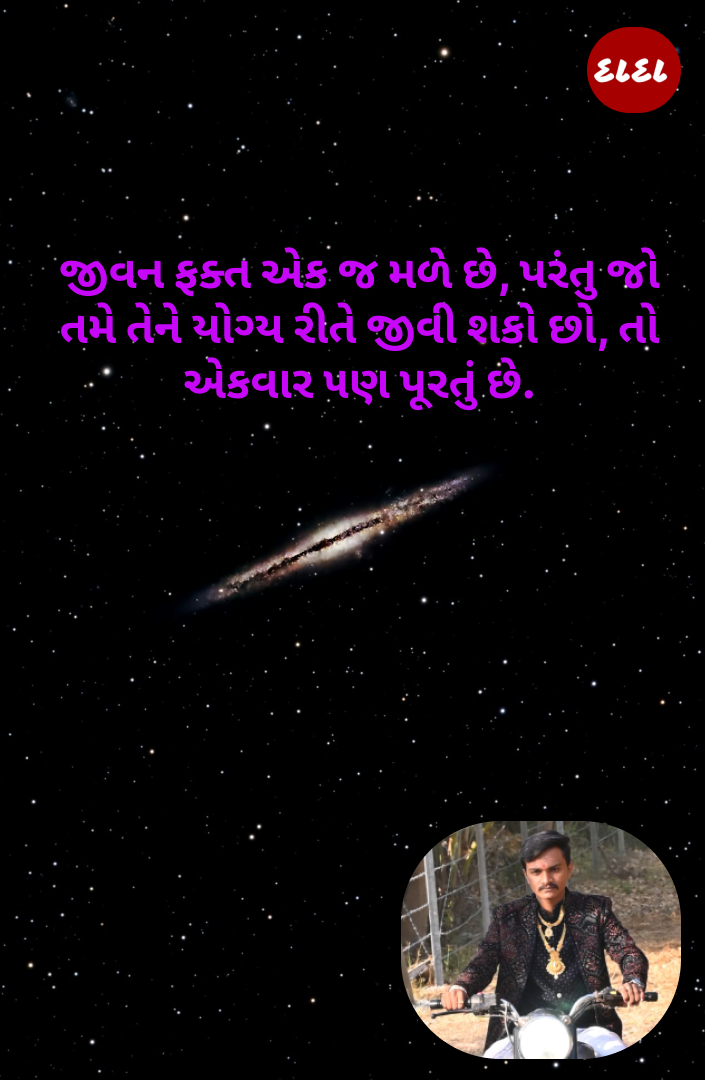 દાદા
જીવન ફક્ત એક જ મળે છે, પરંતુ જો
તમે તેને યોગ્ય રીતે જીવી શકો છો, તો
એકવાર પણ પૂરતું છે.